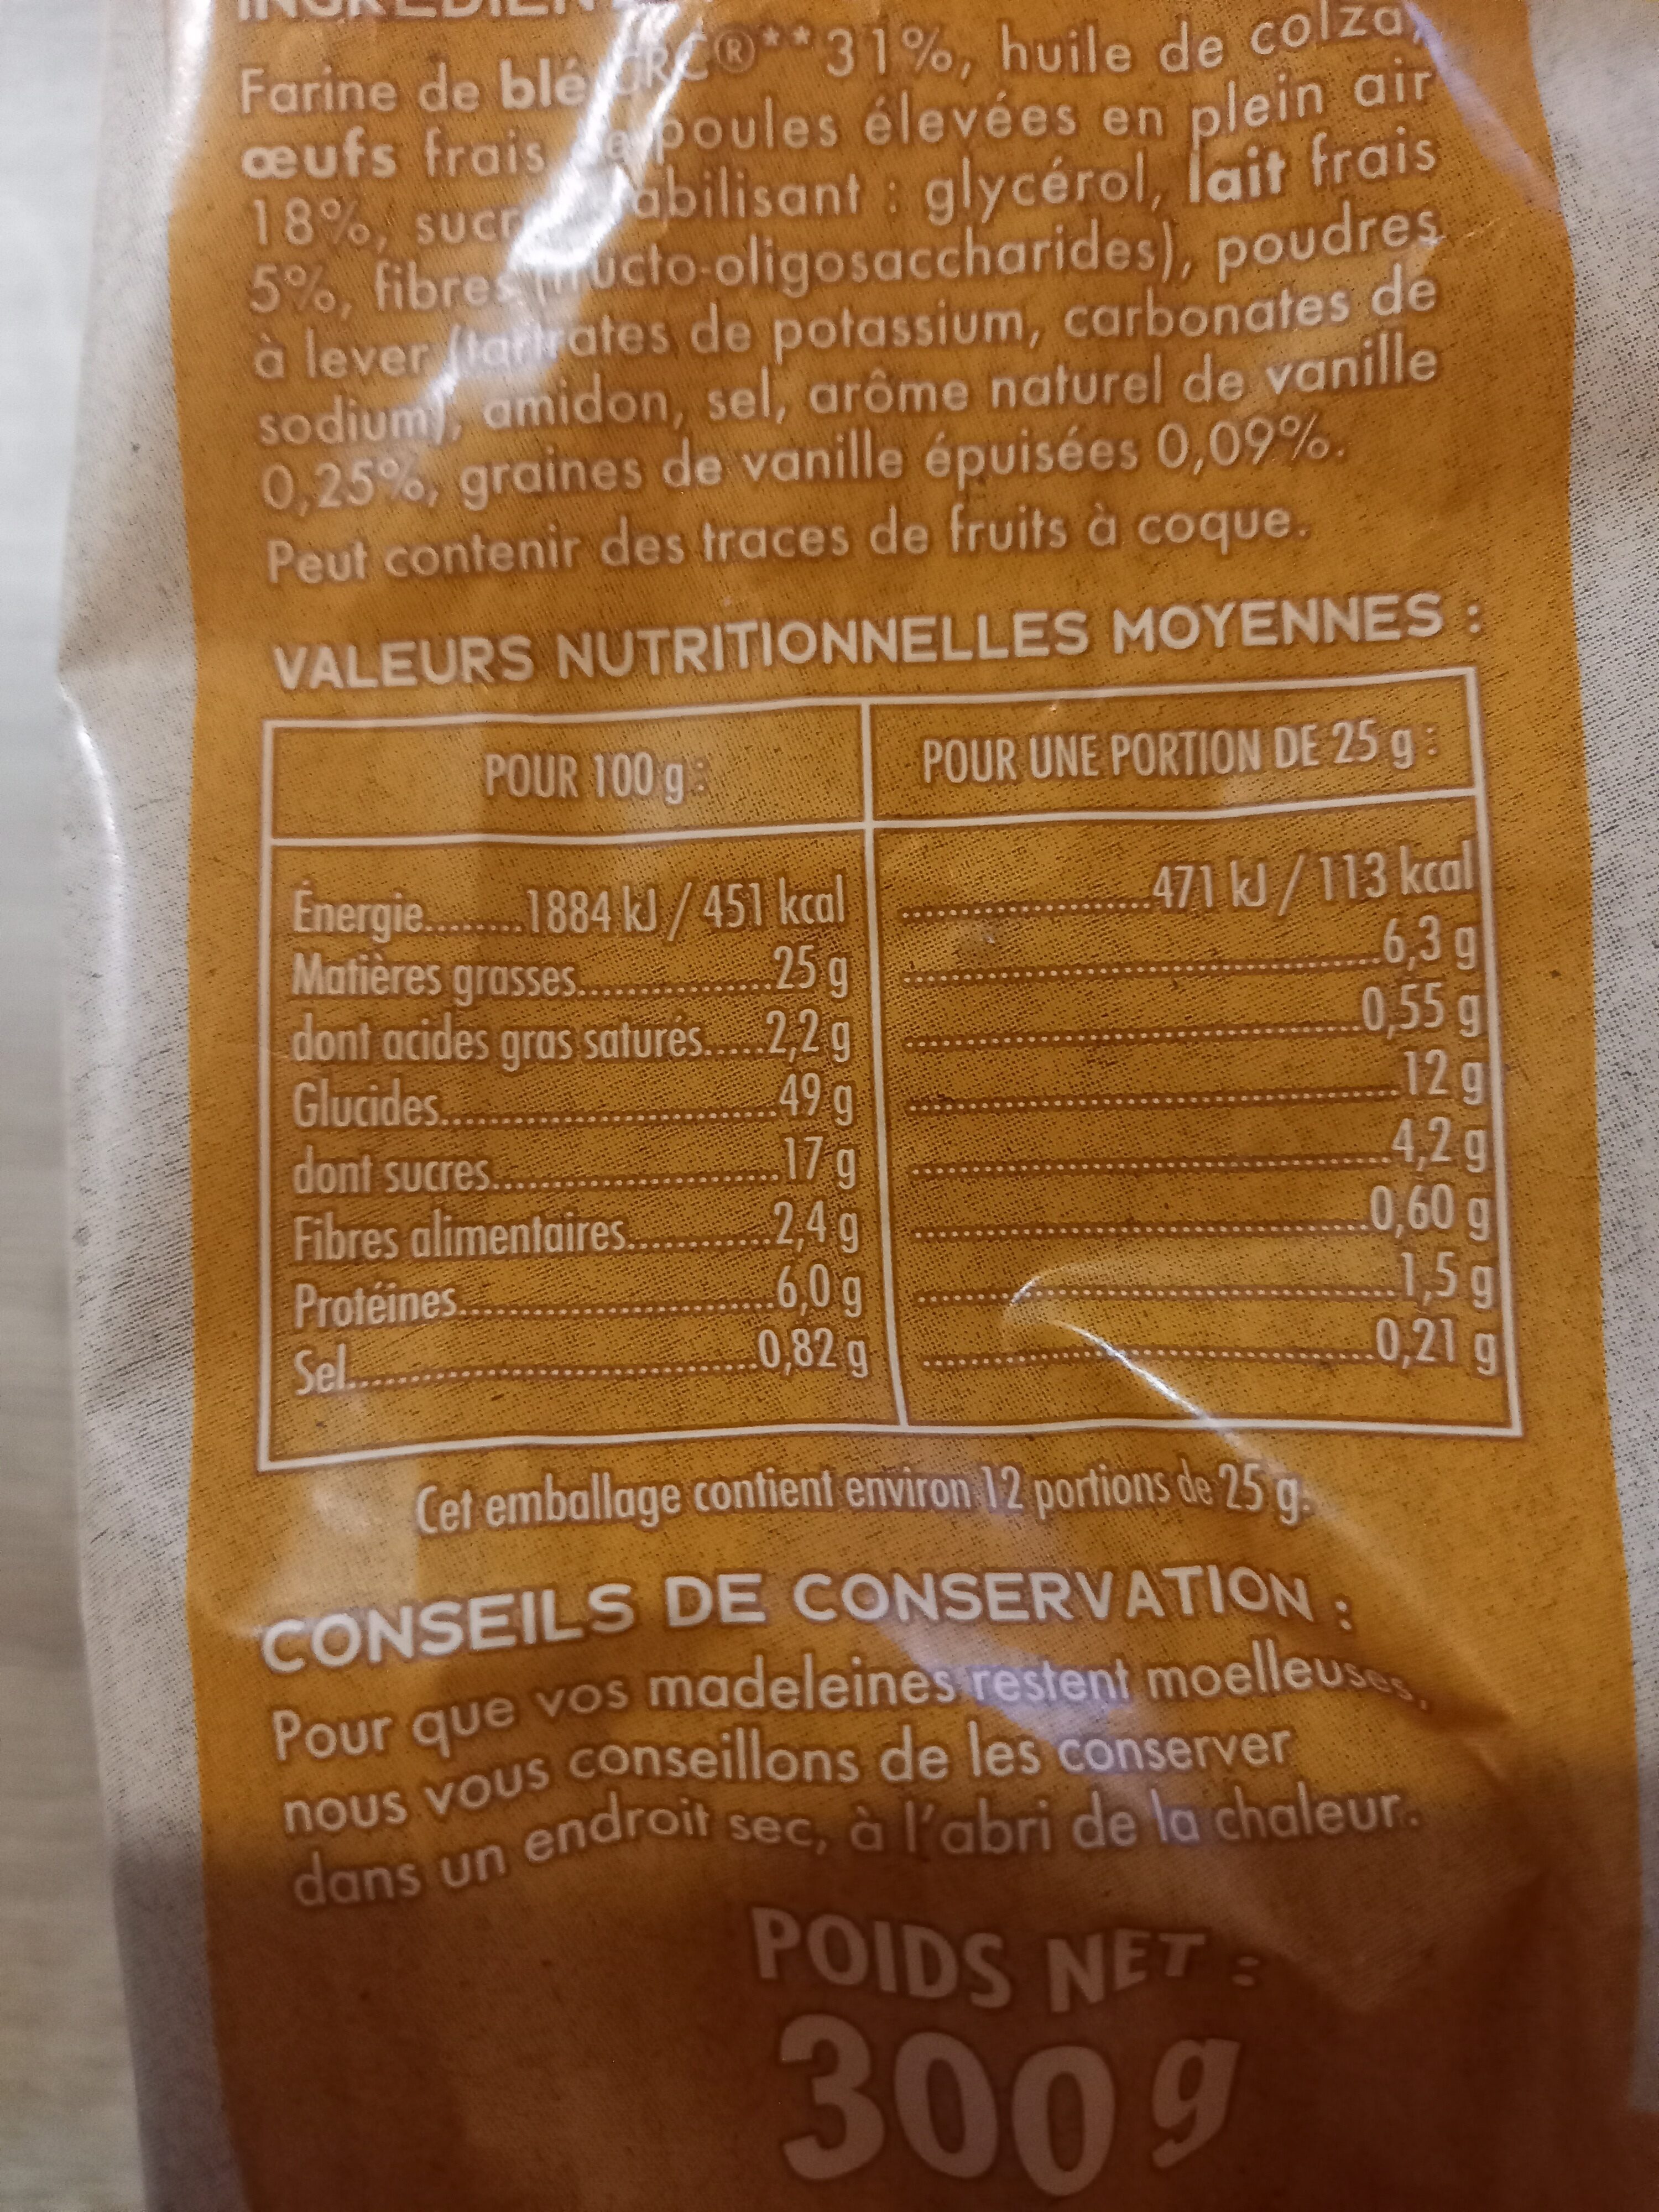 Farine de blé CRC®** 31%, huile de colza,
œufs frais de poules élevées en plein air
18%, sucre, stabilisant : glycérol, lait frais
5%, fibres (fructo-oligosaccharides), poudres
à lever (tartrates de potassium, carbonates de
sodium), amidon, sel, arôme naturel de vanille
0,25%, graines de vanille épuisées 0,09%.
Peut contenir des traces de fruits à coque.
VALEURS NUTRITIONNELLES MOYENNES :
POUR 100 g : POUR UNE PORTION DE 25 g :
Énergie........1884 kJ / 451 kcal ........471 kJ / 113 kcal
Matières grasses........25 g ........6,3 g
dont acides gras saturés.....2,2 g ........0,55 g
Glucides........49 g ........12 g
dont sucres........17 g ........4,2 g
Fibres alimentaires........2,4 g ........0,60 g
Protéines........6,0 g ........1,5 g
Sel........0,82 g ........0,21 g
Cet emballage contient environ 12 portions de 25 g.
CONSEILS DE CONSERVATION :
Pour que vos madeleines restent moelleuses,
nous vous conseillons de les conserver
dans un endroit sec, à l'abri de la chaleur.
POIDS NET :
300 g